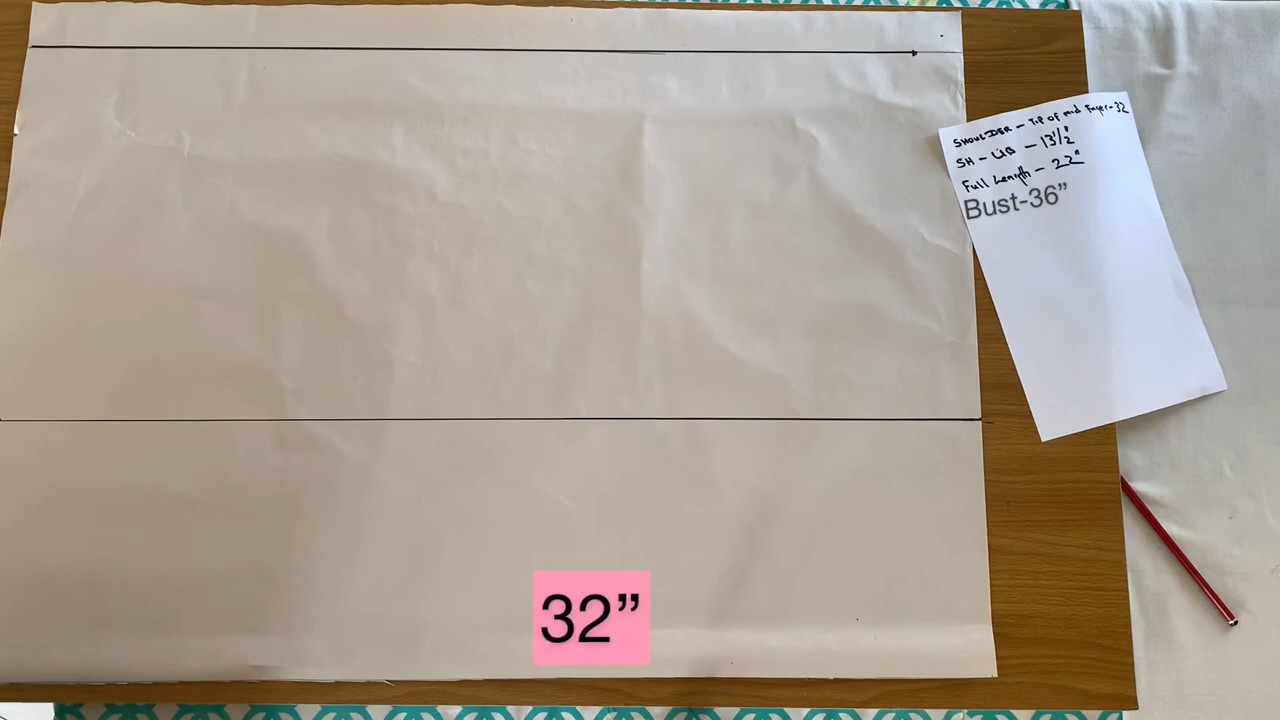 SHOULDER - Tip of mid Finger-32
SH - UB - 13½"
Full Length - 22"
Bust-36”
32”